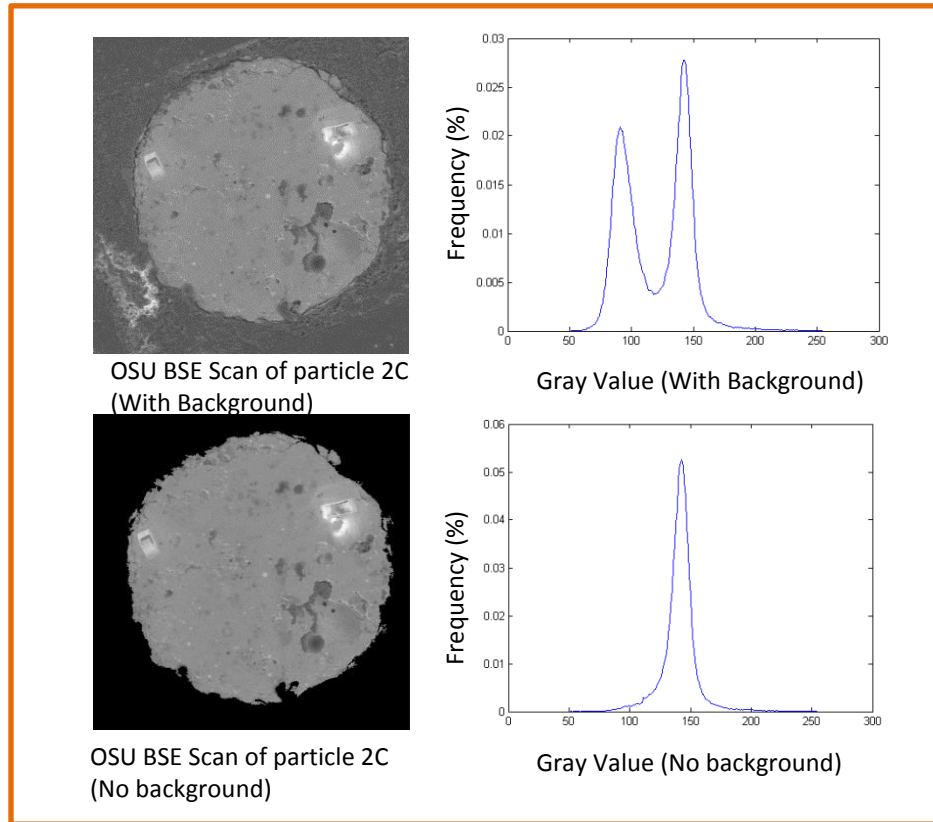 0.03
0.025
0.02
0.015
0.01
0.005
0
0 50 100 150 200 250 300
Frequency (%)
Gray Value (With Background)
OSU BSE Scan of particle 2C
(With Background)
0.06
0.05
0.04
0.03
0.02
0.01
0
0 50 100 150 200 250 300
Frequency (%)
Gray Value (No background)
OSU BSE Scan of particle 2C
(No background)